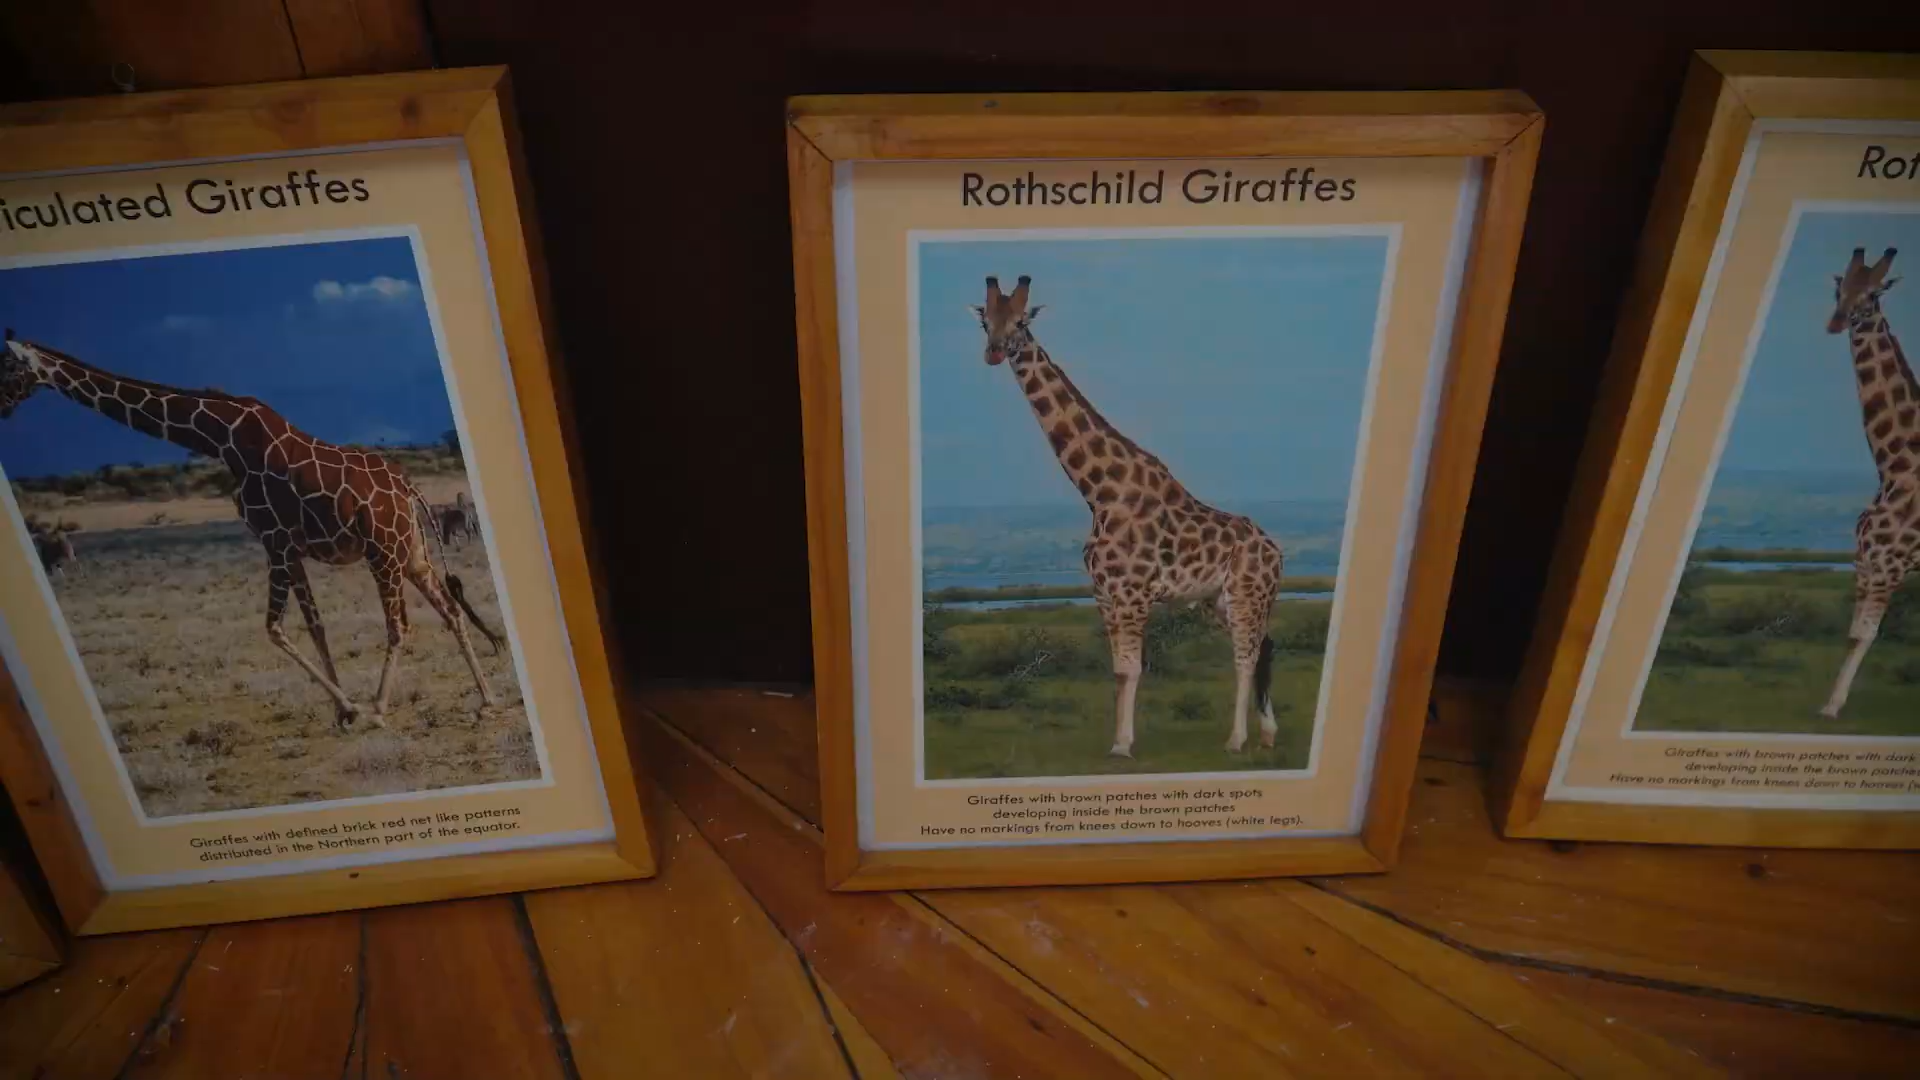 iculated Giraffes
Giraffes with defined brick red net like patterns
distributed in the Northern part of the equator.
Rothschild Giraffes
Giraffes with brown patches with dark spots
developing inside the brown patches
Have no markings from knees down to hooves (white legs).
Rot
Giraffes with brown patches with dark
developing inside the brown patches
Have no markings from knees down to hooves